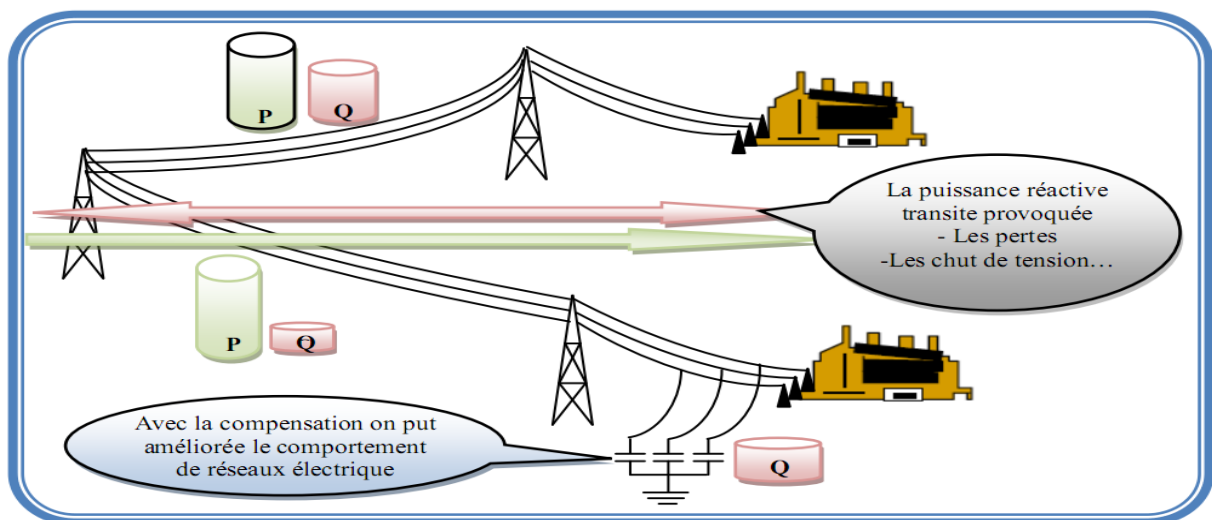 P
Q
La puissance réactive
transite provoquée
- Les pertes
-Les chut de tension…
P
Q
Avec la compensation on put
améliorée le comportement
de réseaux électrique
Q